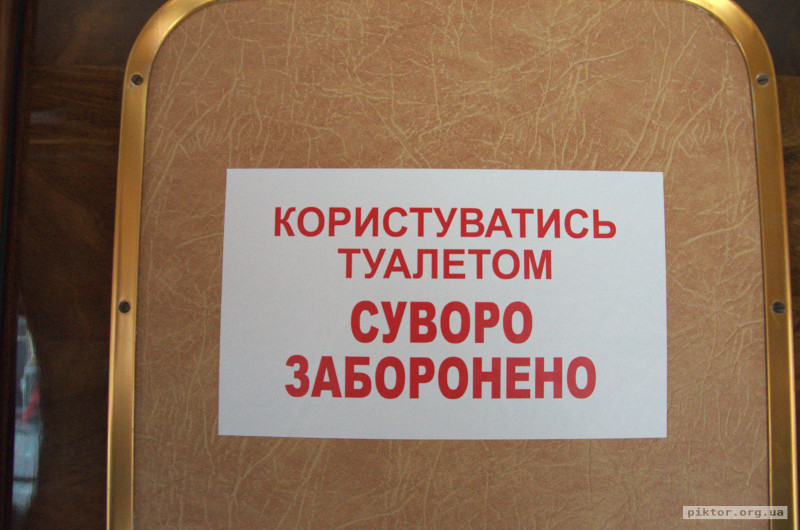 КОРИСТУВАТИСЬ
ТУАЛЕТОМ
СУВОРО
ЗАБОРОНЕНО
piktor.org.ua